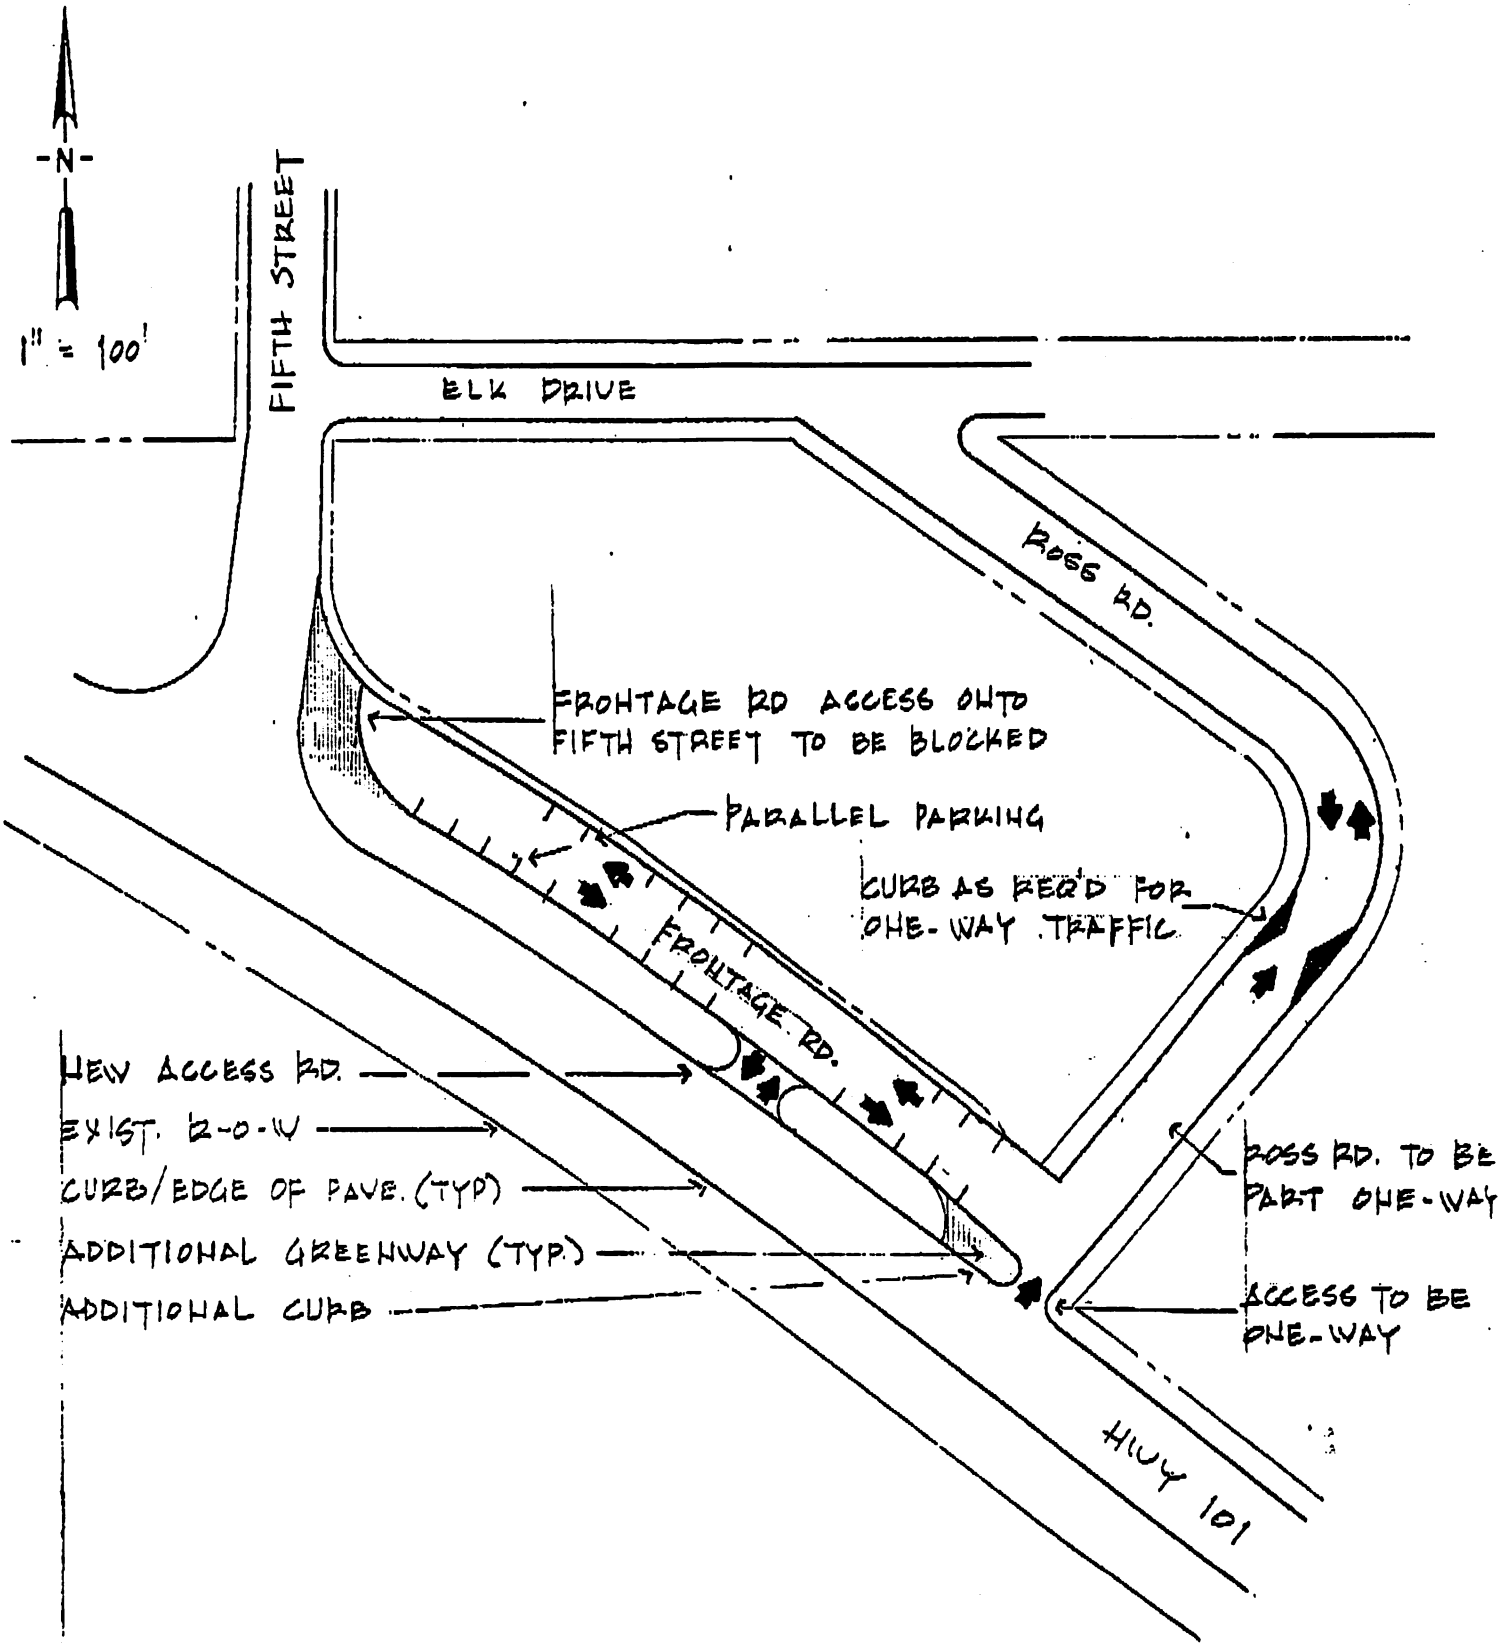 -N-
1" = 100'
FIFTH STREET
ELK DRIVE
ROSS RD.
FRONTAGE RD ACCESS ONTO
FIFTH STREET TO BE BLOCKED
PARALLEL PARKING
CURB AS REQ'D FOR
ONE-WAY TRAFFIC
FRONTAGE RD.
NEW ACCESS RD.
EXIST. R-O-W
CURB/EDGE OF PAVE. (TYP)
ADDITIONAL GREENWAY (TYP.)
ADDITIONAL CURB
ROSS RD. TO BE
PART ONE-WAY
ACCESS TO BE
ONE-WAY
HWY 101